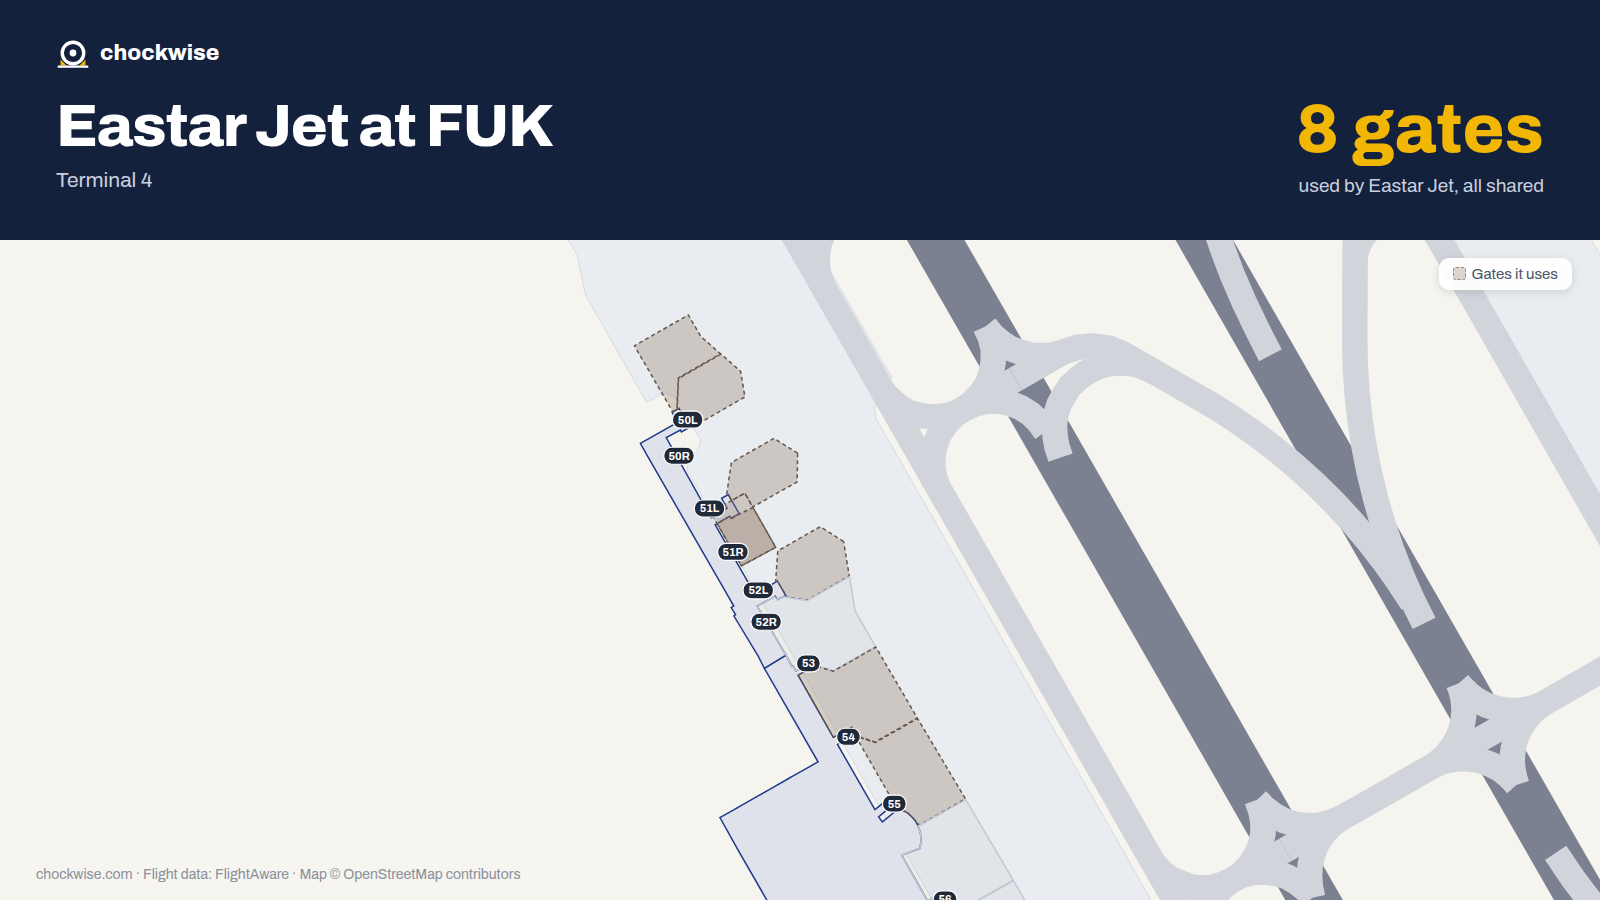 chockwise
Eastar Jet at FUK
Terminal 4
8 gates
used by Eastar Jet, all shared
Gates it uses
50L
50R
51L
51R
52L
52R
53
54
55
56
chockwise.com · Flight data: FlightAware · Map © OpenStreetMap contributors